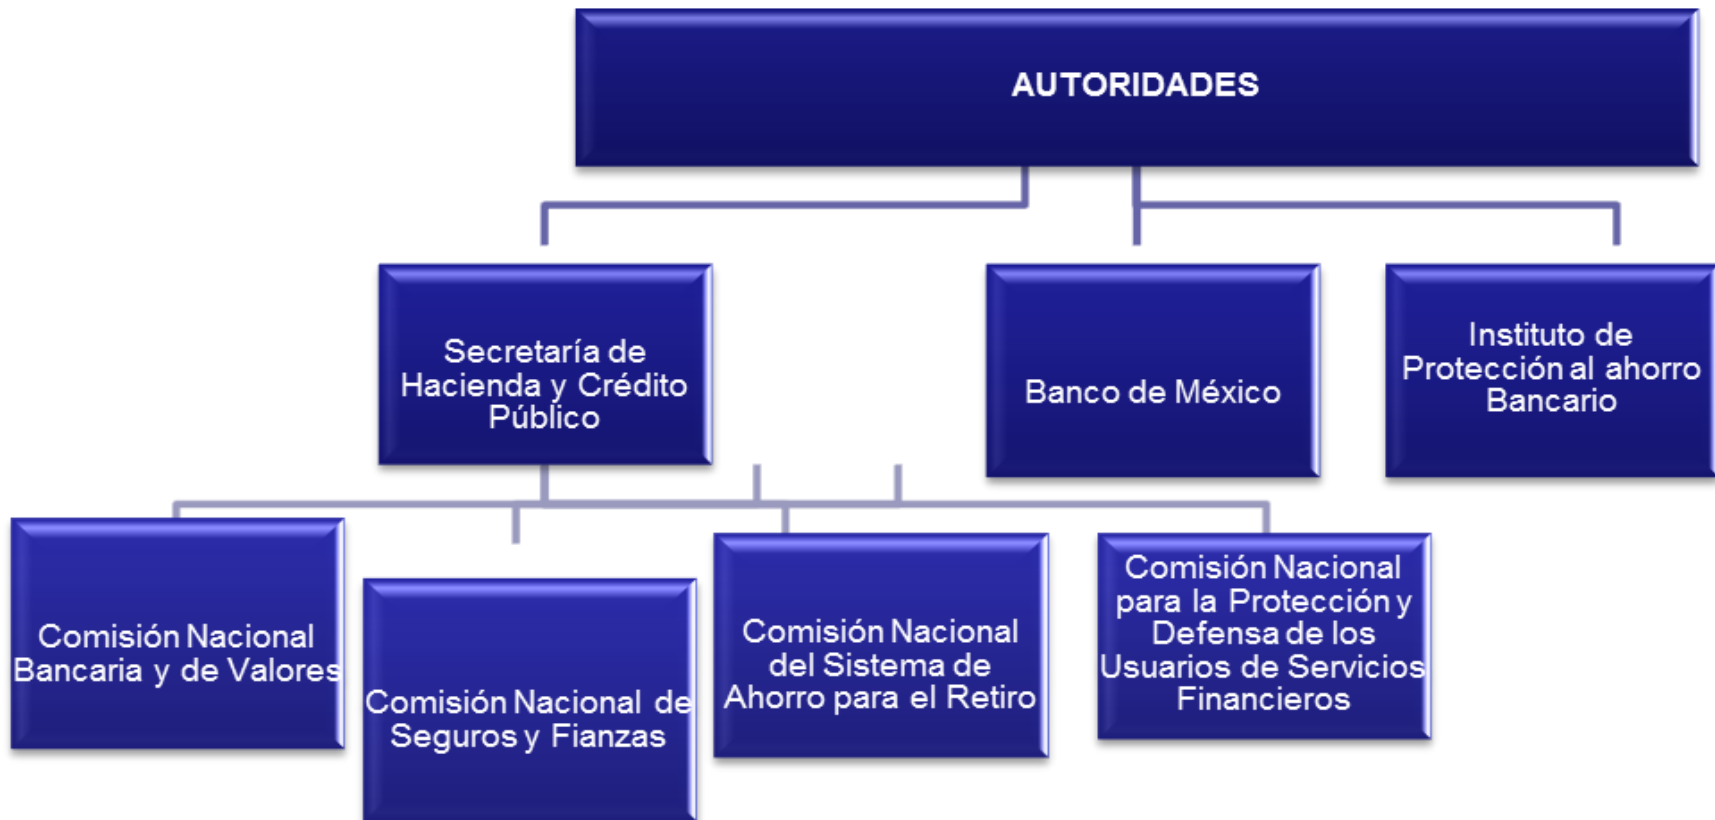 AUTORIDADES
Secretaría de
Hacienda y Crédito
Público
Banco de México
Instituto de
Protección al ahorro
Bancario
Comisión Nacional
Bancaria y de Valores
Comisión Nacional de
Seguros y Fianzas
Comisión Nacional
del Sistema de
Ahorro para el Retiro
Comisión Nacional
para la Protección y
Defensa de los
Usuarios de Servicios
Financieros